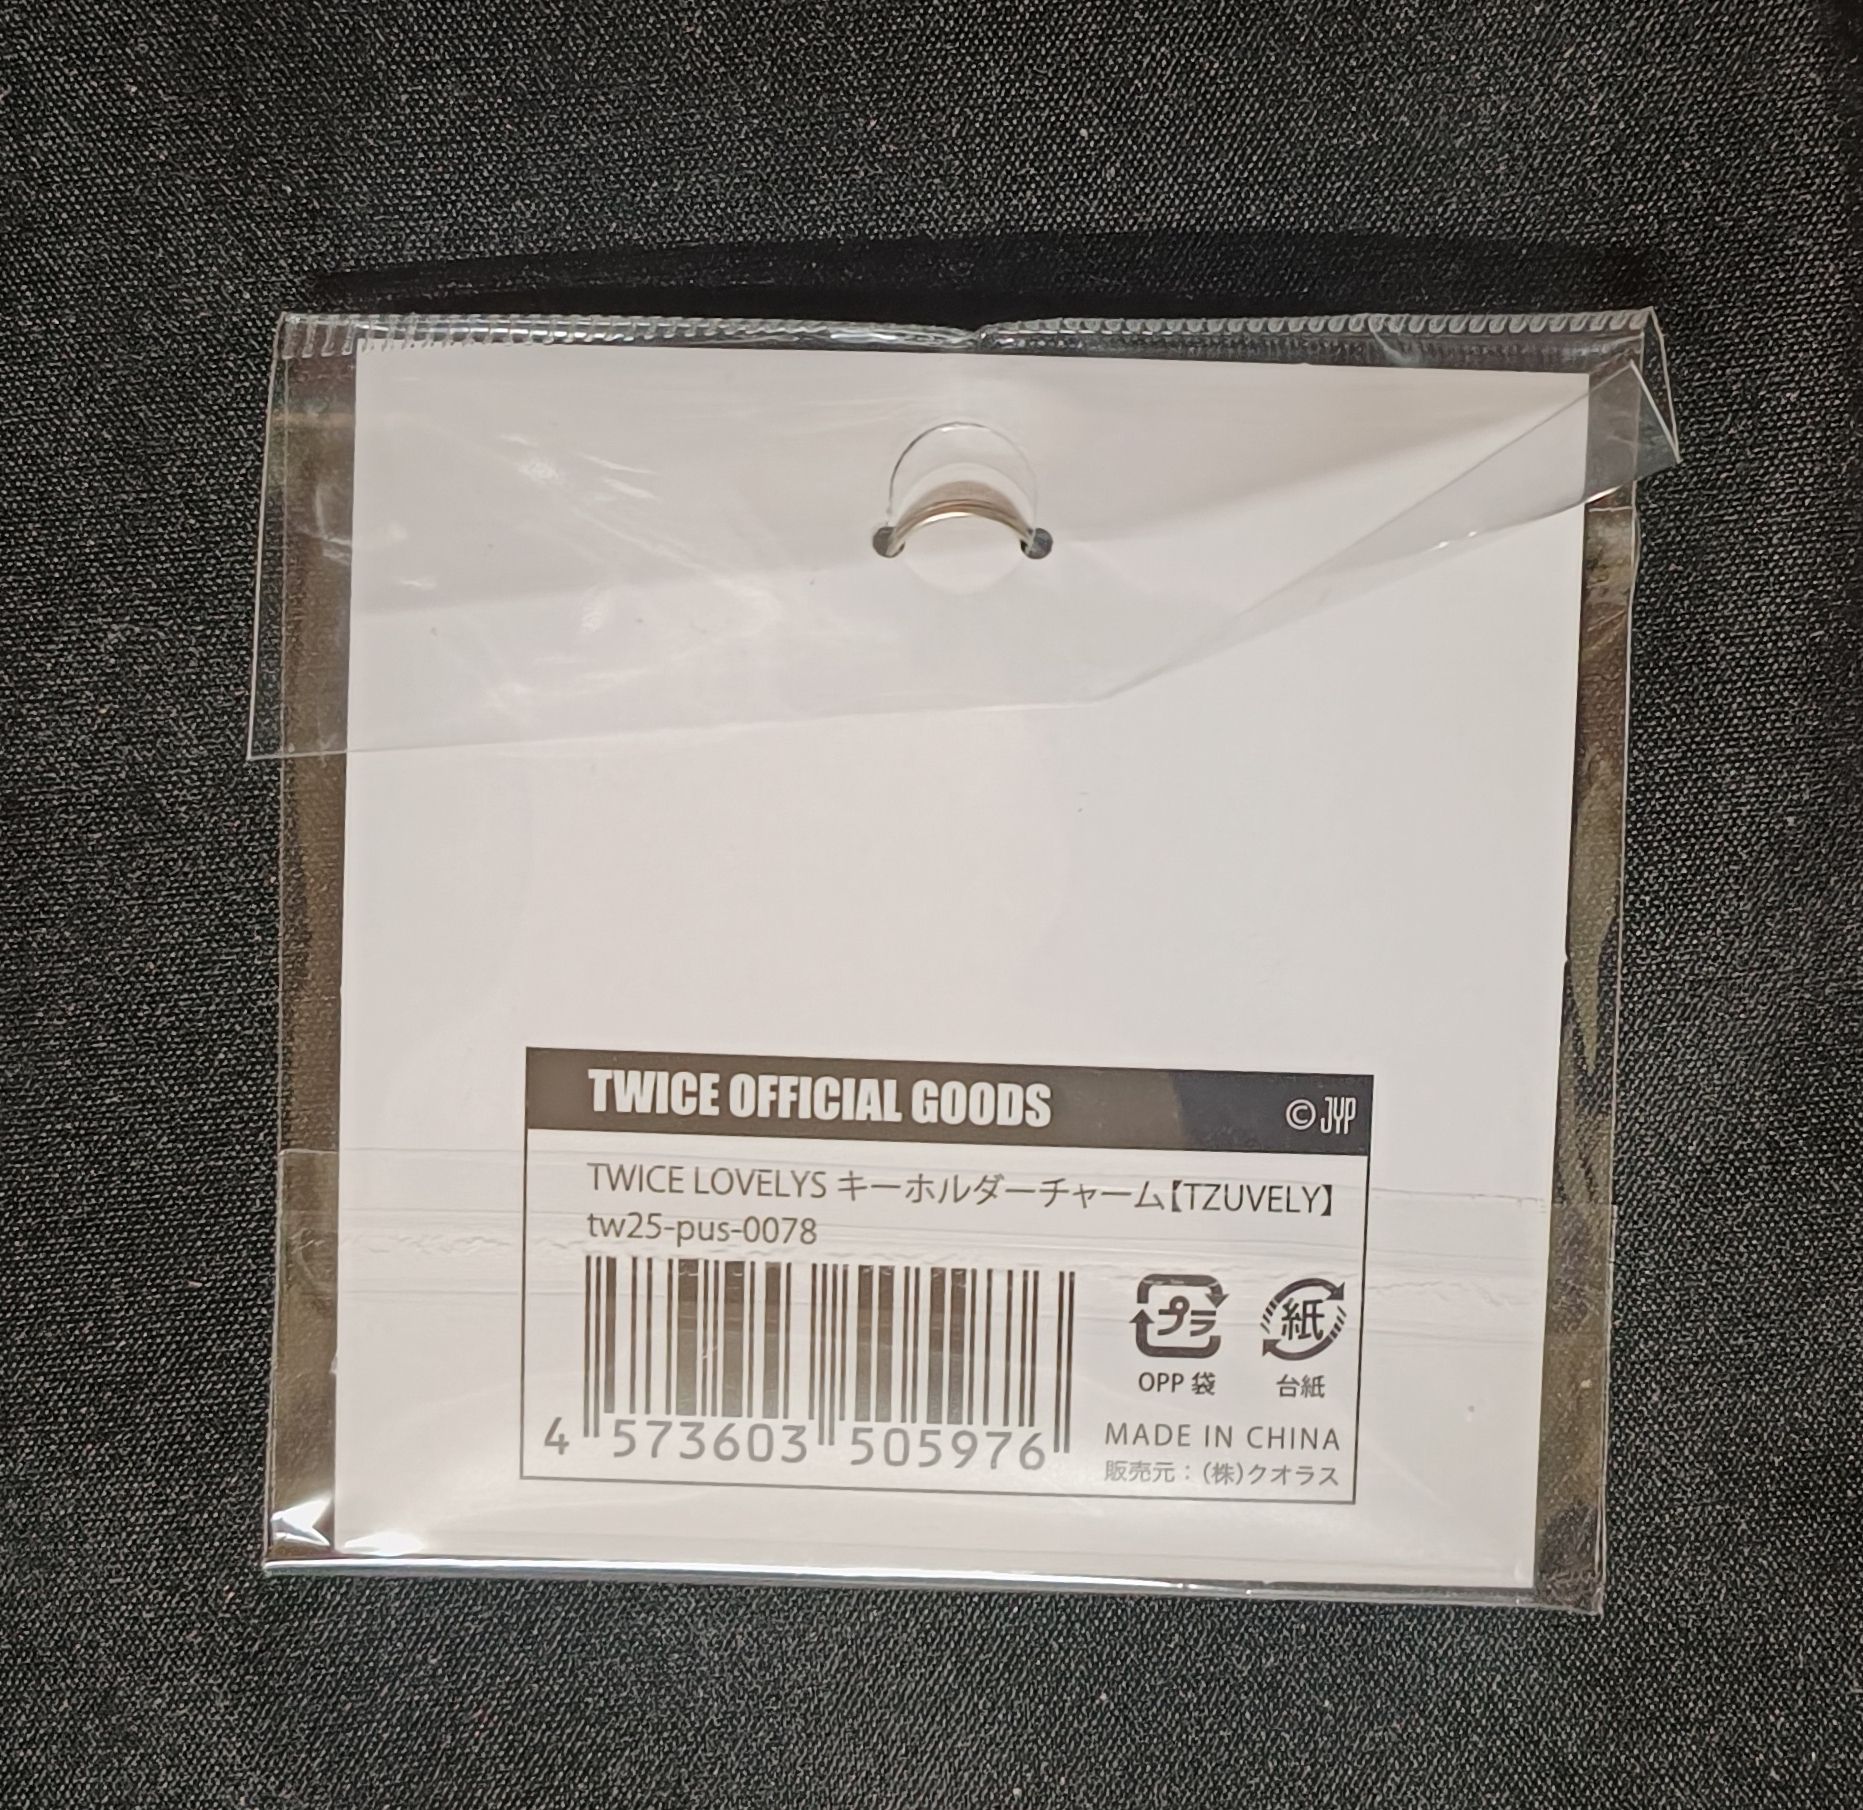 TWICE OFFICIAL GOODS © JYP
TWICE LOVELYS キーホルダーチャーム【TZUVELY】
tw25-pus-0078
プラ 紙
OPP 袋 台紙
4 573603 505976
MADE IN CHINA
販売元：(株)クオラス